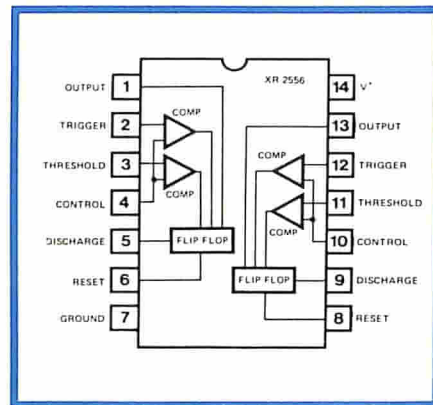 XR 2556
OUTPUT 1
14 V+
COMP
TRIGGER 2
13 OUTPUT
THRESHOLD 3
COMP
12 TRIGGER
COMP
11 THRESHOLD
CONTROL 4
COMP
10 CONTROL
DISCHARGE 5
FLIP FLOP
RESET 6
FLIP FLOP
9 DISCHARGE
GROUND 7
8 RESET